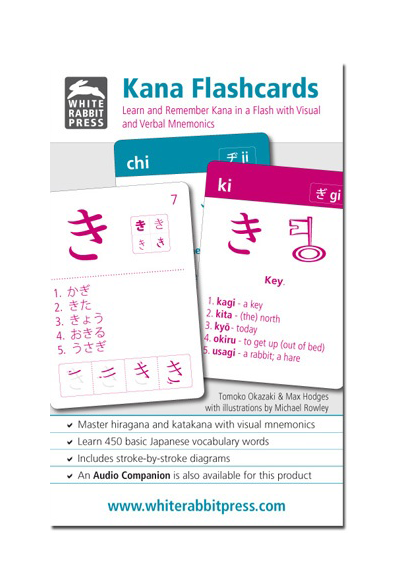 WHITE
RABBIT
PRESS
Kana Flashcards
Learn and Remember Kana in a Flash with Visual
and Verbal Mnemonics
chi
ヂ ji
ki
ぎ gi
7
き
き き
き き
き
Key.
1. かぎ
2. きた
3. きょう
4. おきる
5. うさぎ
1. kagi - a key
2. kita - (the) north
3. kyō - today
4. okiru - to get up (out of bed)
5. usagi - a rabbit; a hare
Tomoko Okazaki & Max Hodges
with illustrations by Michael Rowley
Master hiragana and katakana with visual mnemonics
Learn 450 basic Japanese vocabulary words
Includes stroke-by-stroke diagrams
An Audio Companion is also available for this product
www.whiterabbitpress.com